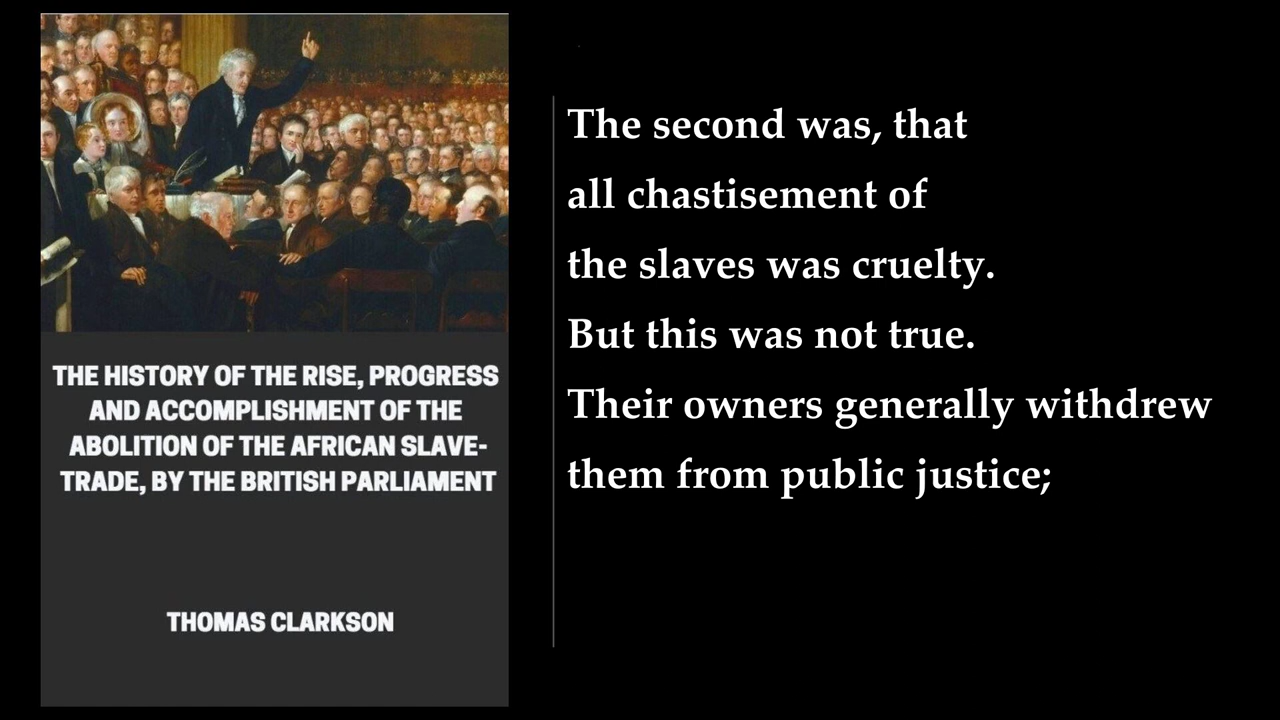 THE HISTORY OF THE RISE, PROGRESS
AND ACCOMPLISHMENT OF THE
ABOLITION OF THE AFRICAN SLAVE-
TRADE, BY THE BRITISH PARLIAMENT
THOMAS CLARKSON
The second was, that
all chastisement of
the slaves was cruelty.
But this was not true.
Their owners generally withdrew
them from public justice;